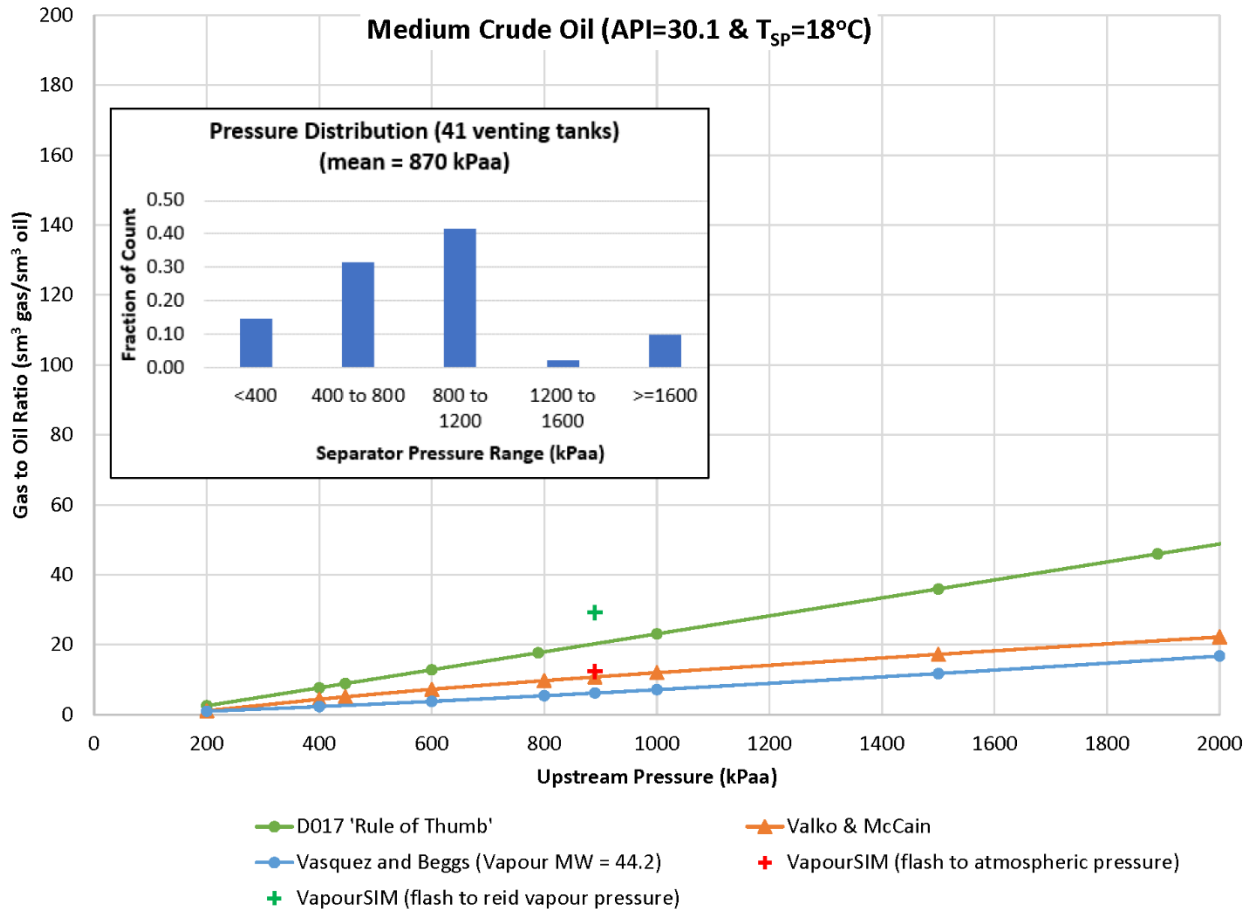 Medium Crude Oil (API=30.1 & T_SP=18°C)
200
180
160
140
120
100
80
60
40
20
0
Gas to Oil Ratio (sm³ gas/sm³ oil)
Pressure Distribution (41 venting tanks)
(mean = 870 kPaa)
0.50
0.40
0.30
0.20
0.10
0.00
Fraction of Count
<400 400 to 800 800 to 1200 1200 to 1600 >=1600
Separator Pressure Range (kPaa)
0 200 400 600 800 1000 1200 1400 1600 1800 2000
Upstream Pressure (kPaa)
D017 'Rule of Thumb' Valko & McCain
Vasquez and Beggs (Vapour MW = 44.2) VapourSIM (flash to atmospheric pressure)
VapourSIM (flash to reid vapour pressure)